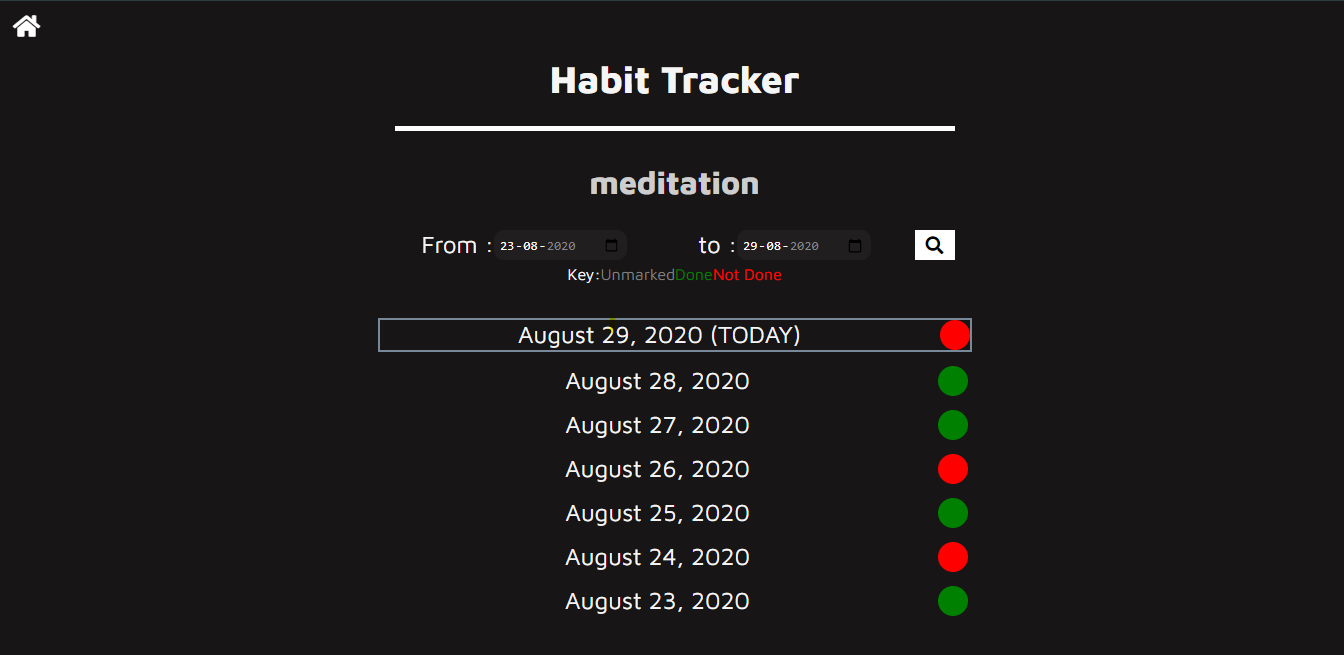 Habit Tracker
meditation
From : 23-08-2020 to : 29-08-2020
Key:UnmarkedDoneNot Done
August 29, 2020 (TODAY)
August 28, 2020
August 27, 2020
August 26, 2020
August 25, 2020
August 24, 2020
August 23, 2020